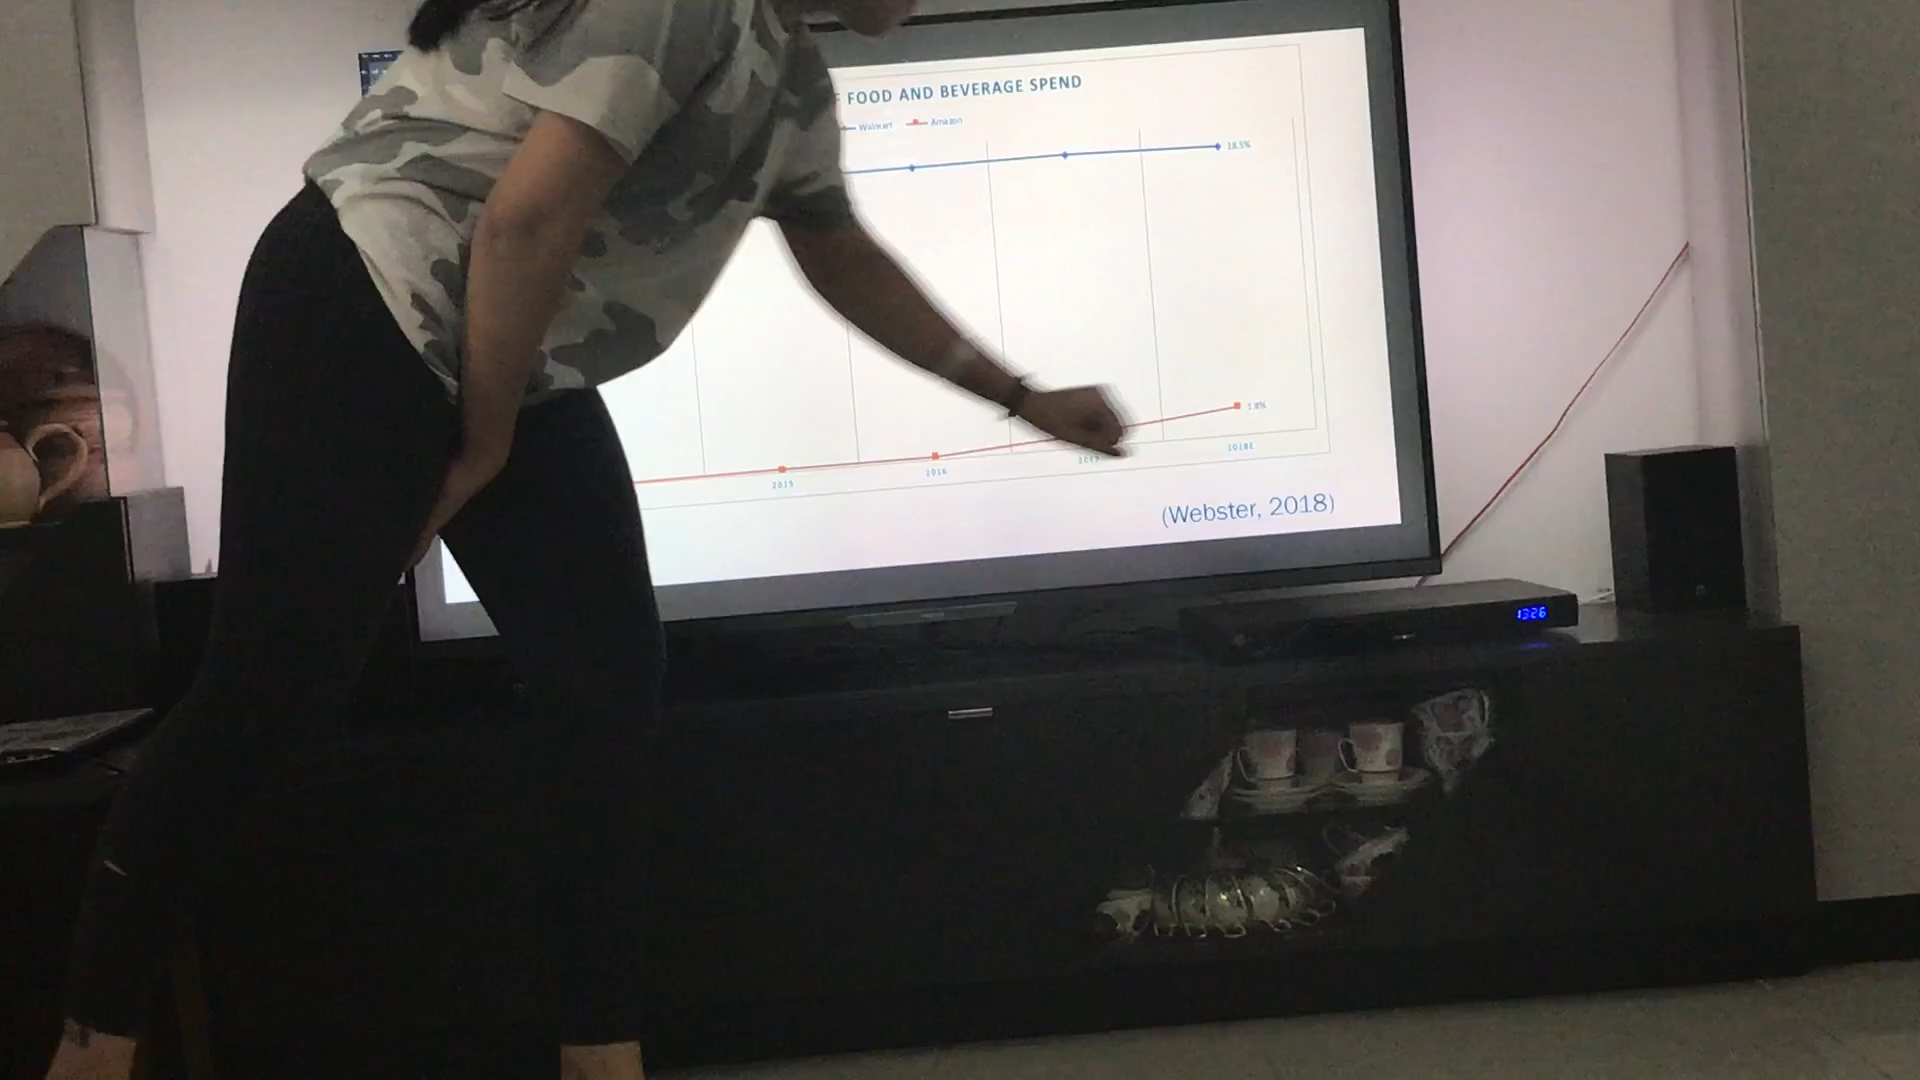 FOOD AND BEVERAGE SPEND
Walmart Amazon
18.5%
1.8%
2015
2016
2017
2018E
(Webster, 2018)
1326